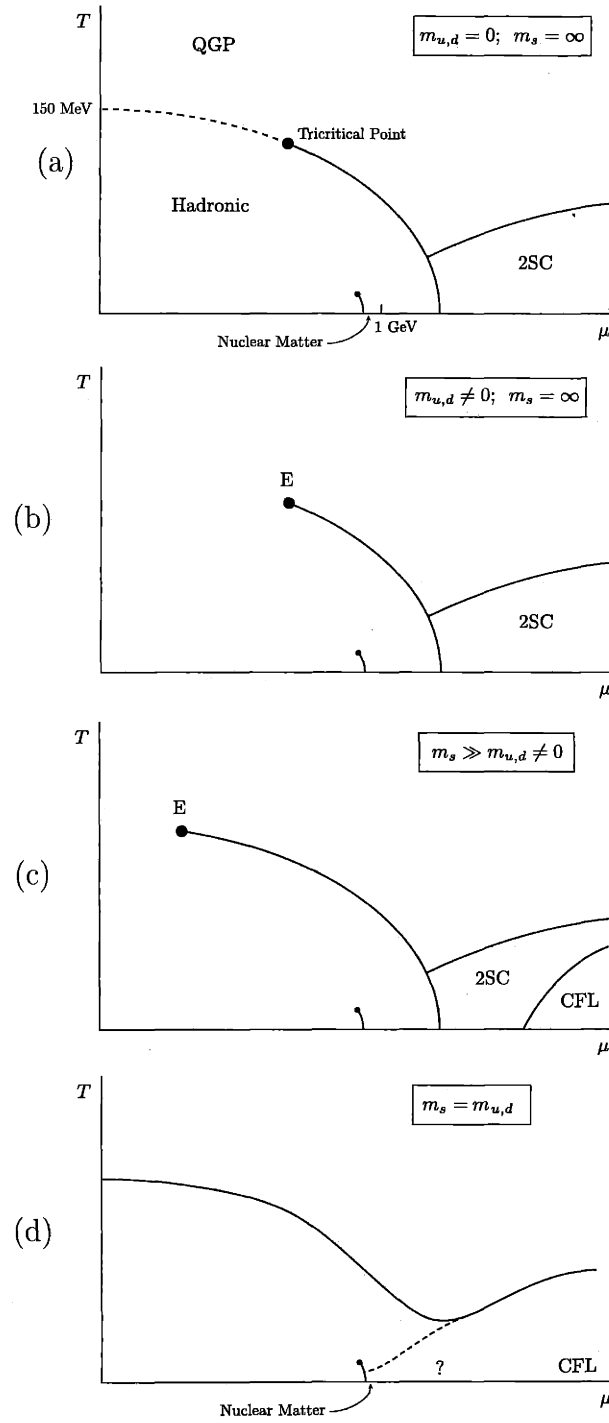 T
QGP
m_{u,d} = 0; m_s = ∞
150 MeV
Tricritical Point
(a)
Hadronic
2SC
1 GeV
μ
Nuclear Matter
T
m_{u,d} ≠ 0; m_s = ∞
E
(b)
2SC
μ
T
m_s ≫ m_{u,d} ≠ 0
E
(c)
2SC
CFL
μ
T
m_s = m_{u,d}
(d)
?
CFL
μ
Nuclear Matter